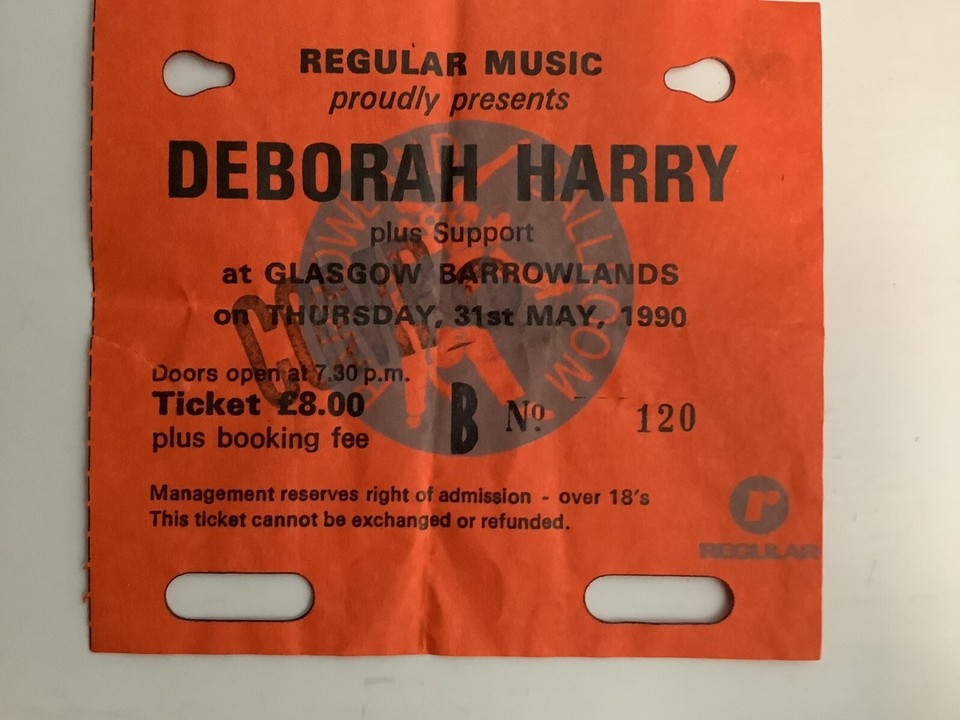 REGULAR MUSIC
proudly presents
DEBORAH HARRY
plus Support
at GLASGOW BARROWLANDS
on THURSDAY, 31st MAY, 1990
Doors open at 7.30 p.m.
Ticket £8.00
plus booking fee
B Nº 120
Management reserves right of admission - over 18's
This ticket cannot be exchanged or refunded.
r
REGULAR
BALLROOM